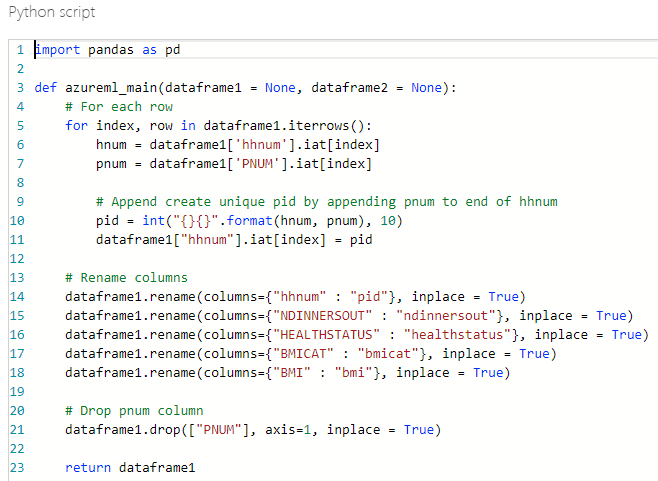 Python script
1 import pandas as pd
2
3 def azureml_main(dataframe1 = None, dataframe2 = None):
4     # For each row
5     for index, row in dataframe1.iterrows():
6         hnum = dataframe1['hhnum'].iat[index]
7         pnum = dataframe1['PNUM'].iat[index]
8
9         # Append create unique pid by appending pnum to end of hhnum
10         pid = int("{}{}".format(hnum, pnum), 10)
11         dataframe1["hhnum"].iat[index] = pid
12
13     # Rename columns
14     dataframe1.rename(columns={"hhnum" : "pid"}, inplace = True)
15     dataframe1.rename(columns={"NDINNERSOUT" : "ndinnersout"}, inplace = True)
16     dataframe1.rename(columns={"HEALTHSTATUS" : "healthstatus"}, inplace = True)
17     dataframe1.rename(columns={"BMICAT" : "bmicat"}, inplace = True)
18     dataframe1.rename(columns={"BMI" : "bmi"}, inplace = True)
19
20     # Drop pnum column
21     dataframe1.drop(["PNUM"], axis=1, inplace = True)
22
23     return dataframe1